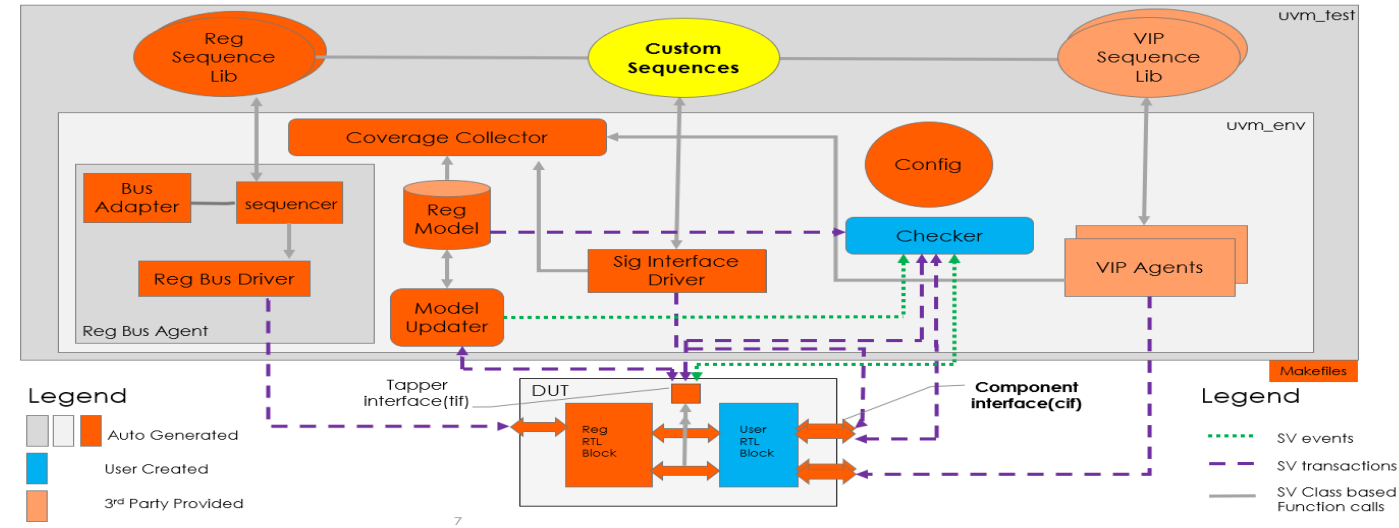 uvm_test
Reg
Sequence
Lib
Custom
Sequences
VIP
Sequence
Lib
uvm_env
Coverage Collector
Config
Bus
Adapter
sequencer
Reg
Model
Checker
Reg Bus Driver
Sig Interface
Driver
VIP Agents
Model
Updater
Reg Bus Agent
Makefiles
Tapper
interface(tif)
DUT
Component
interface(cif)
Reg
RTL
Block
User
RTL
Block
Legend
Auto Generated
User Created
3rd Party Provided
Legend
SV events
SV transactions
SV Class based
Function calls
7